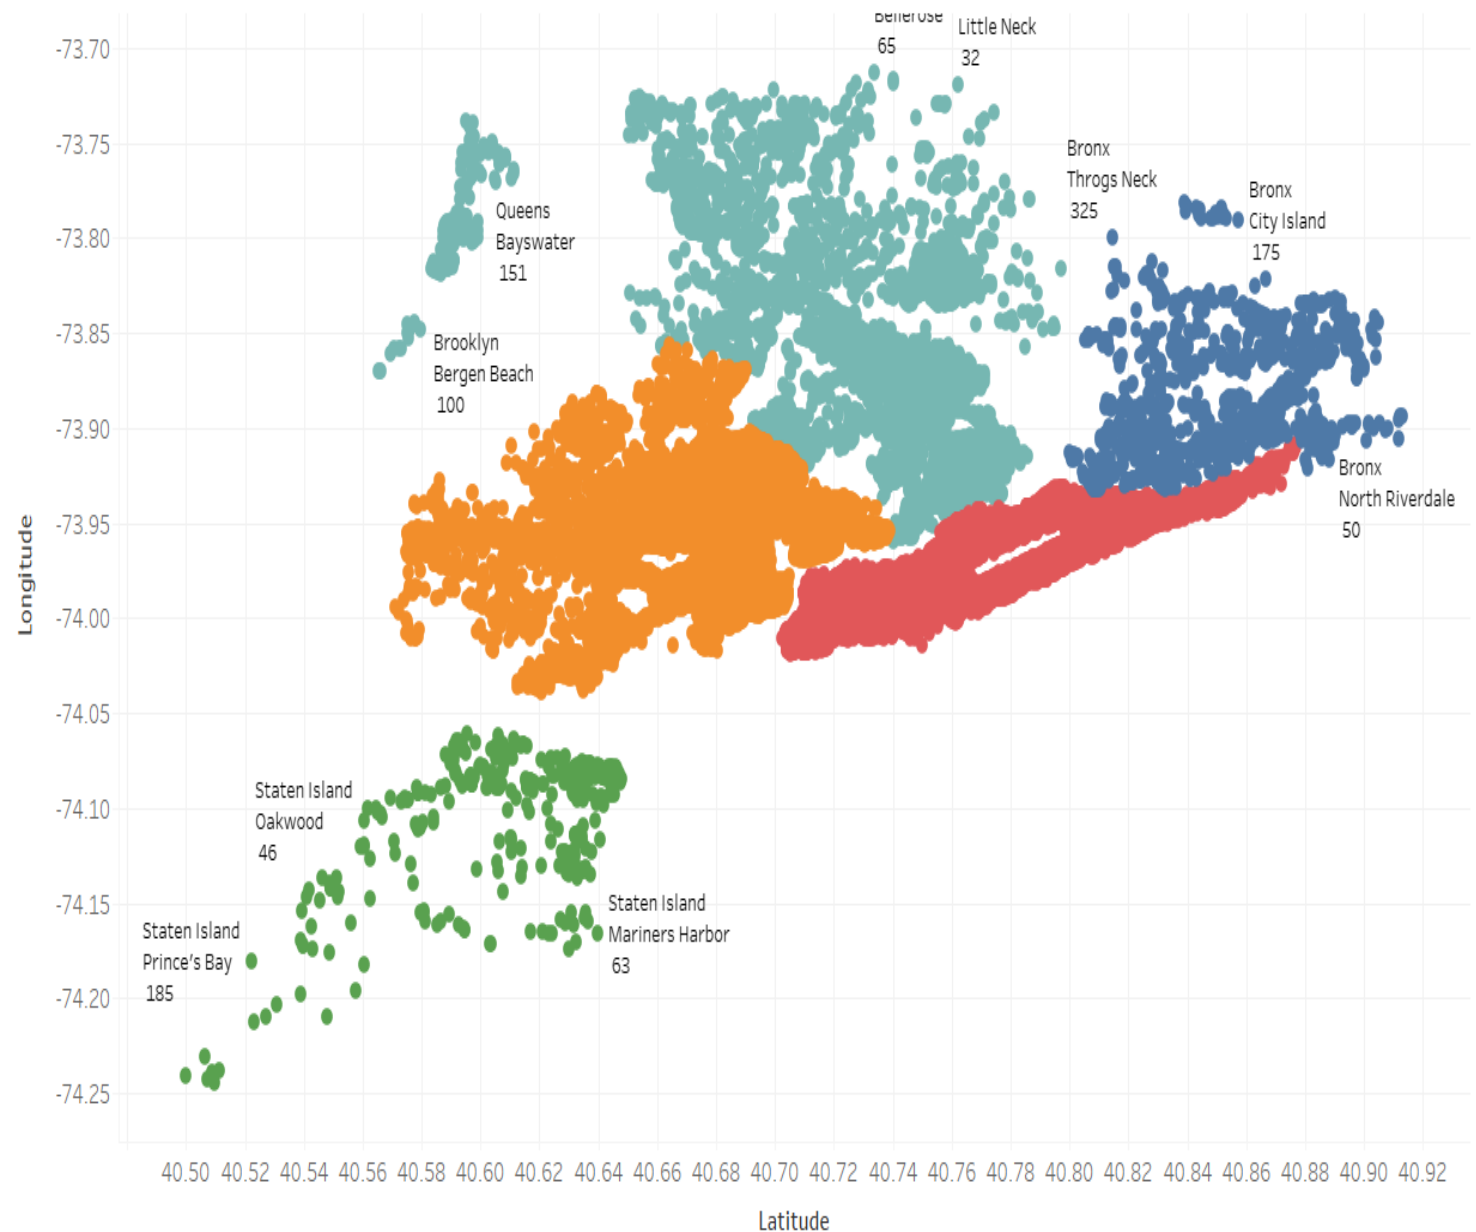 Bellerose
65
Little Neck
32
-73.70
-73.75
-73.80
-73.85
-73.90
-73.95
-74.00
-74.05
-74.10
-74.15
-74.20
-74.25
Longitude
Bronx
Throgs Neck
325
Bronx
City Island
175
Queens
Bayswater
151
Brooklyn
Bergen Beach
100
Bronx
North Riverdale
50
Staten Island
Oakwood
46
Staten Island
Mariners Harbor
63
Staten Island
Prince's Bay
185
40.50 40.52 40.54 40.56 40.58 40.60 40.62 40.64 40.66 40.68 40.70 40.72 40.74 40.76 40.78 40.80 40.82 40.84 40.86 40.88 40.90 40.92
Latitude